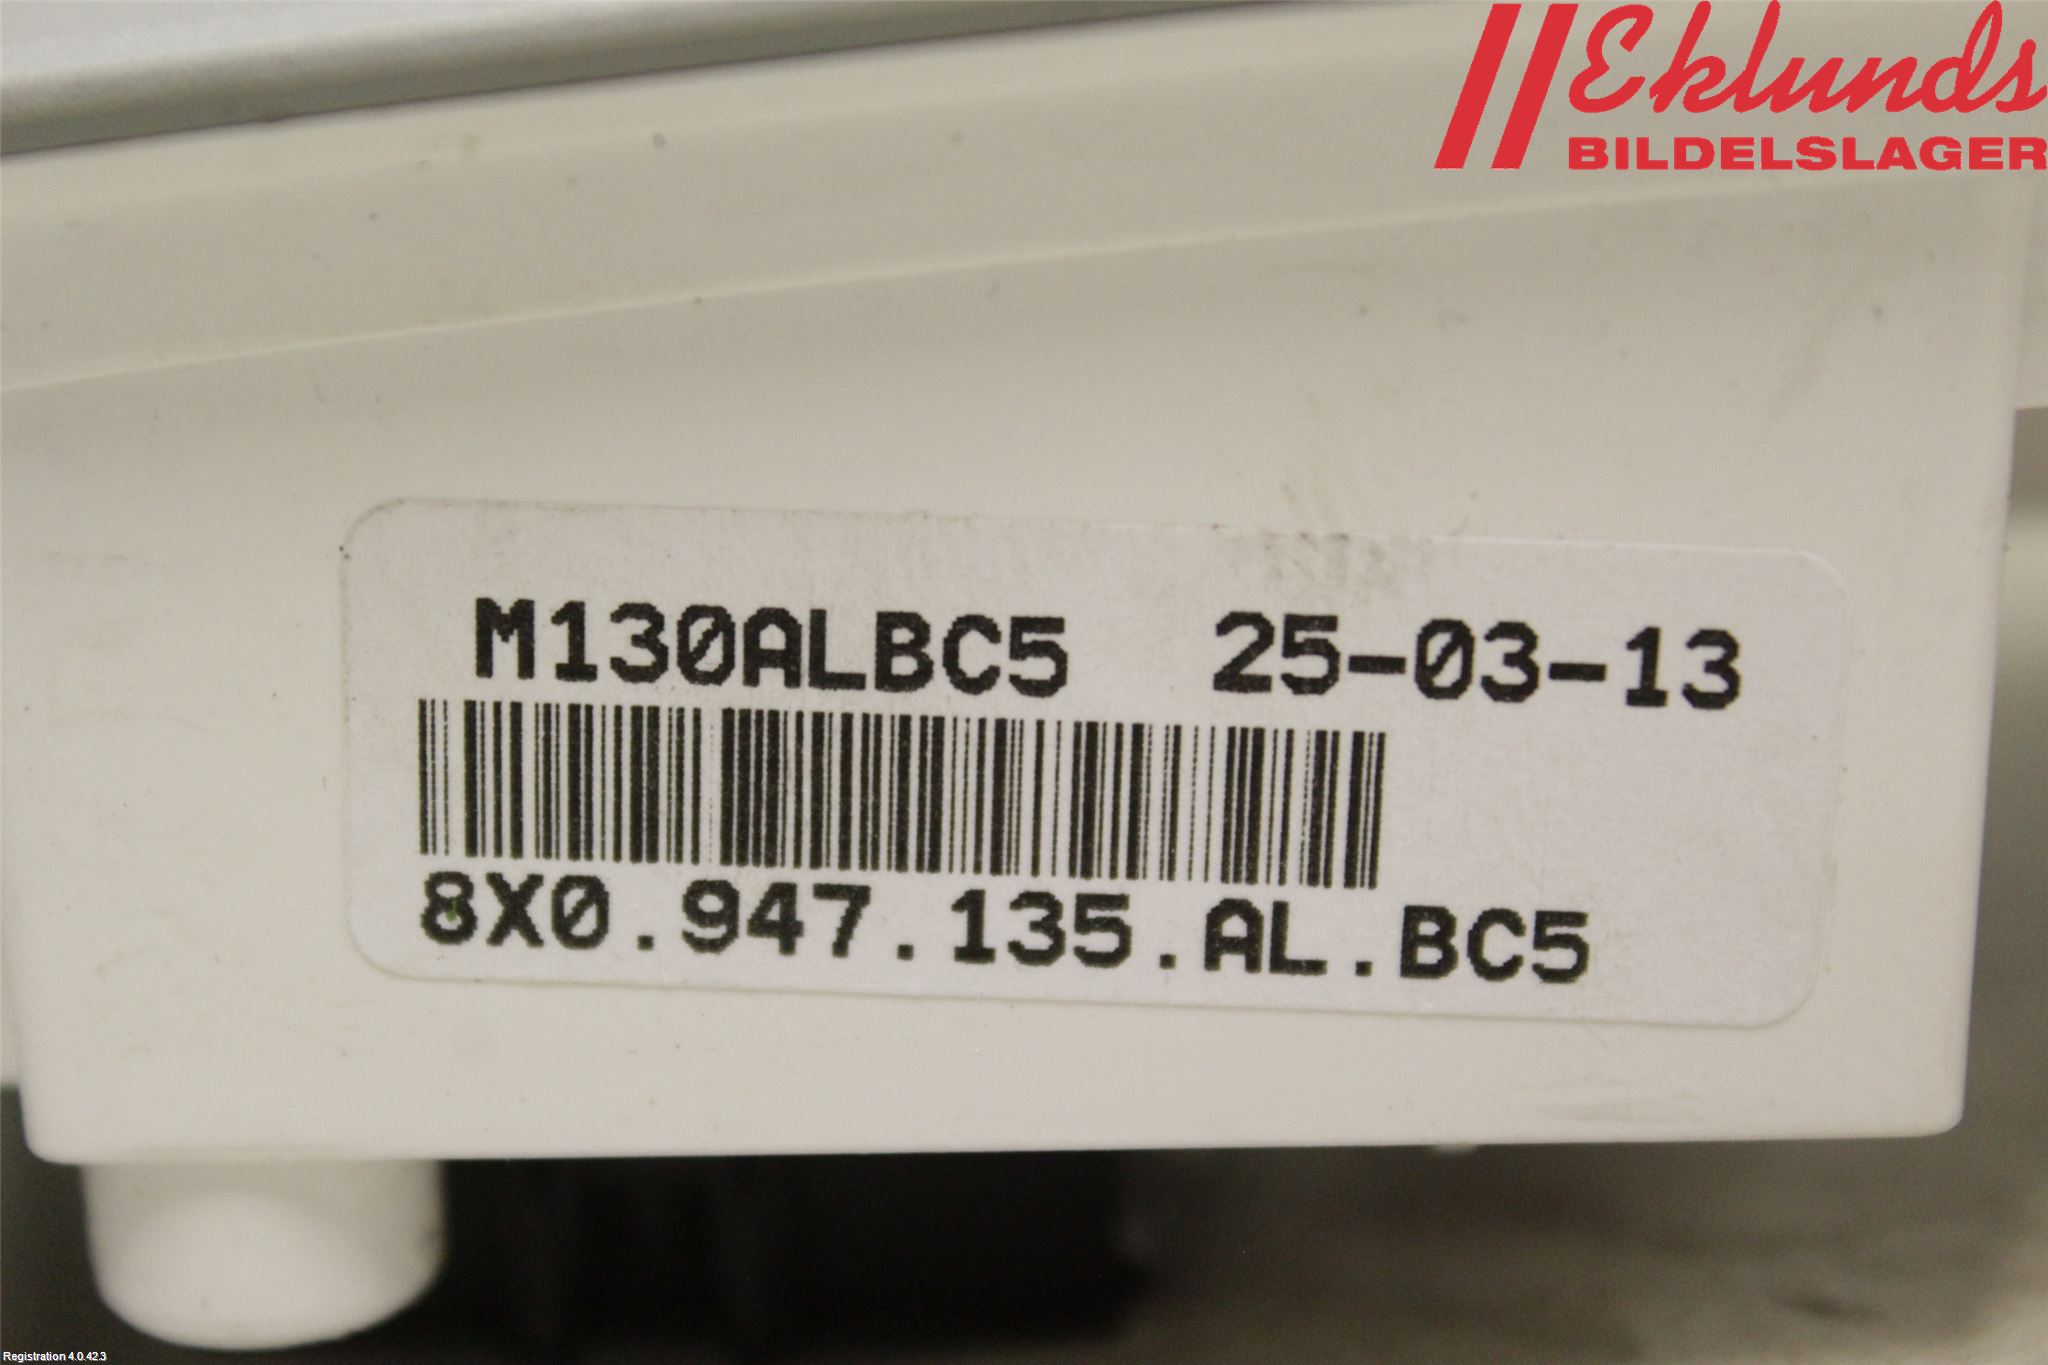 Eklunds
BILDELSLAGER
M130ALBC5 25-03-13
8X0.947.135.AL.BC5
Registration 4.0.42.3